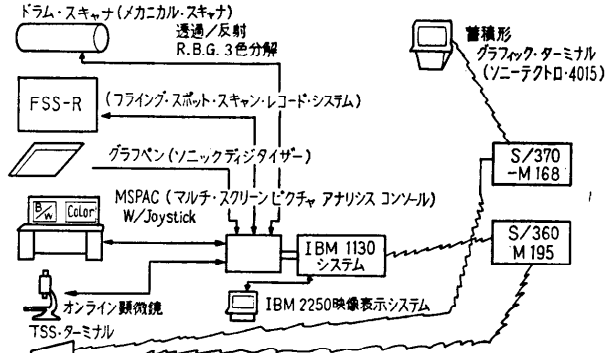 ドラム・スキャナ(メカニカル・スキャナ)
透過/反射
R.B.G. 3色分解
FSS-R
(フライング・スポット・スキャン・レコード・システム)
グラフペン(ソニックディジタイザー)
B/W
Color
MSPAC (マルチ・スクリーン ピクチャ アナリシス コンソール)
W/Joystick
IBM 1130
システム
IBM 2250映像表示システム
オンライン顕微鏡
TSS・ターミナル
蓄積形
グラフィック・ターミナル
(ソニーテクトロ・4015)
S/370
-M168
S/360
M195